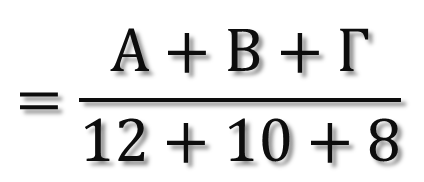 = Α + Β + Γ
12 + 10 + 8